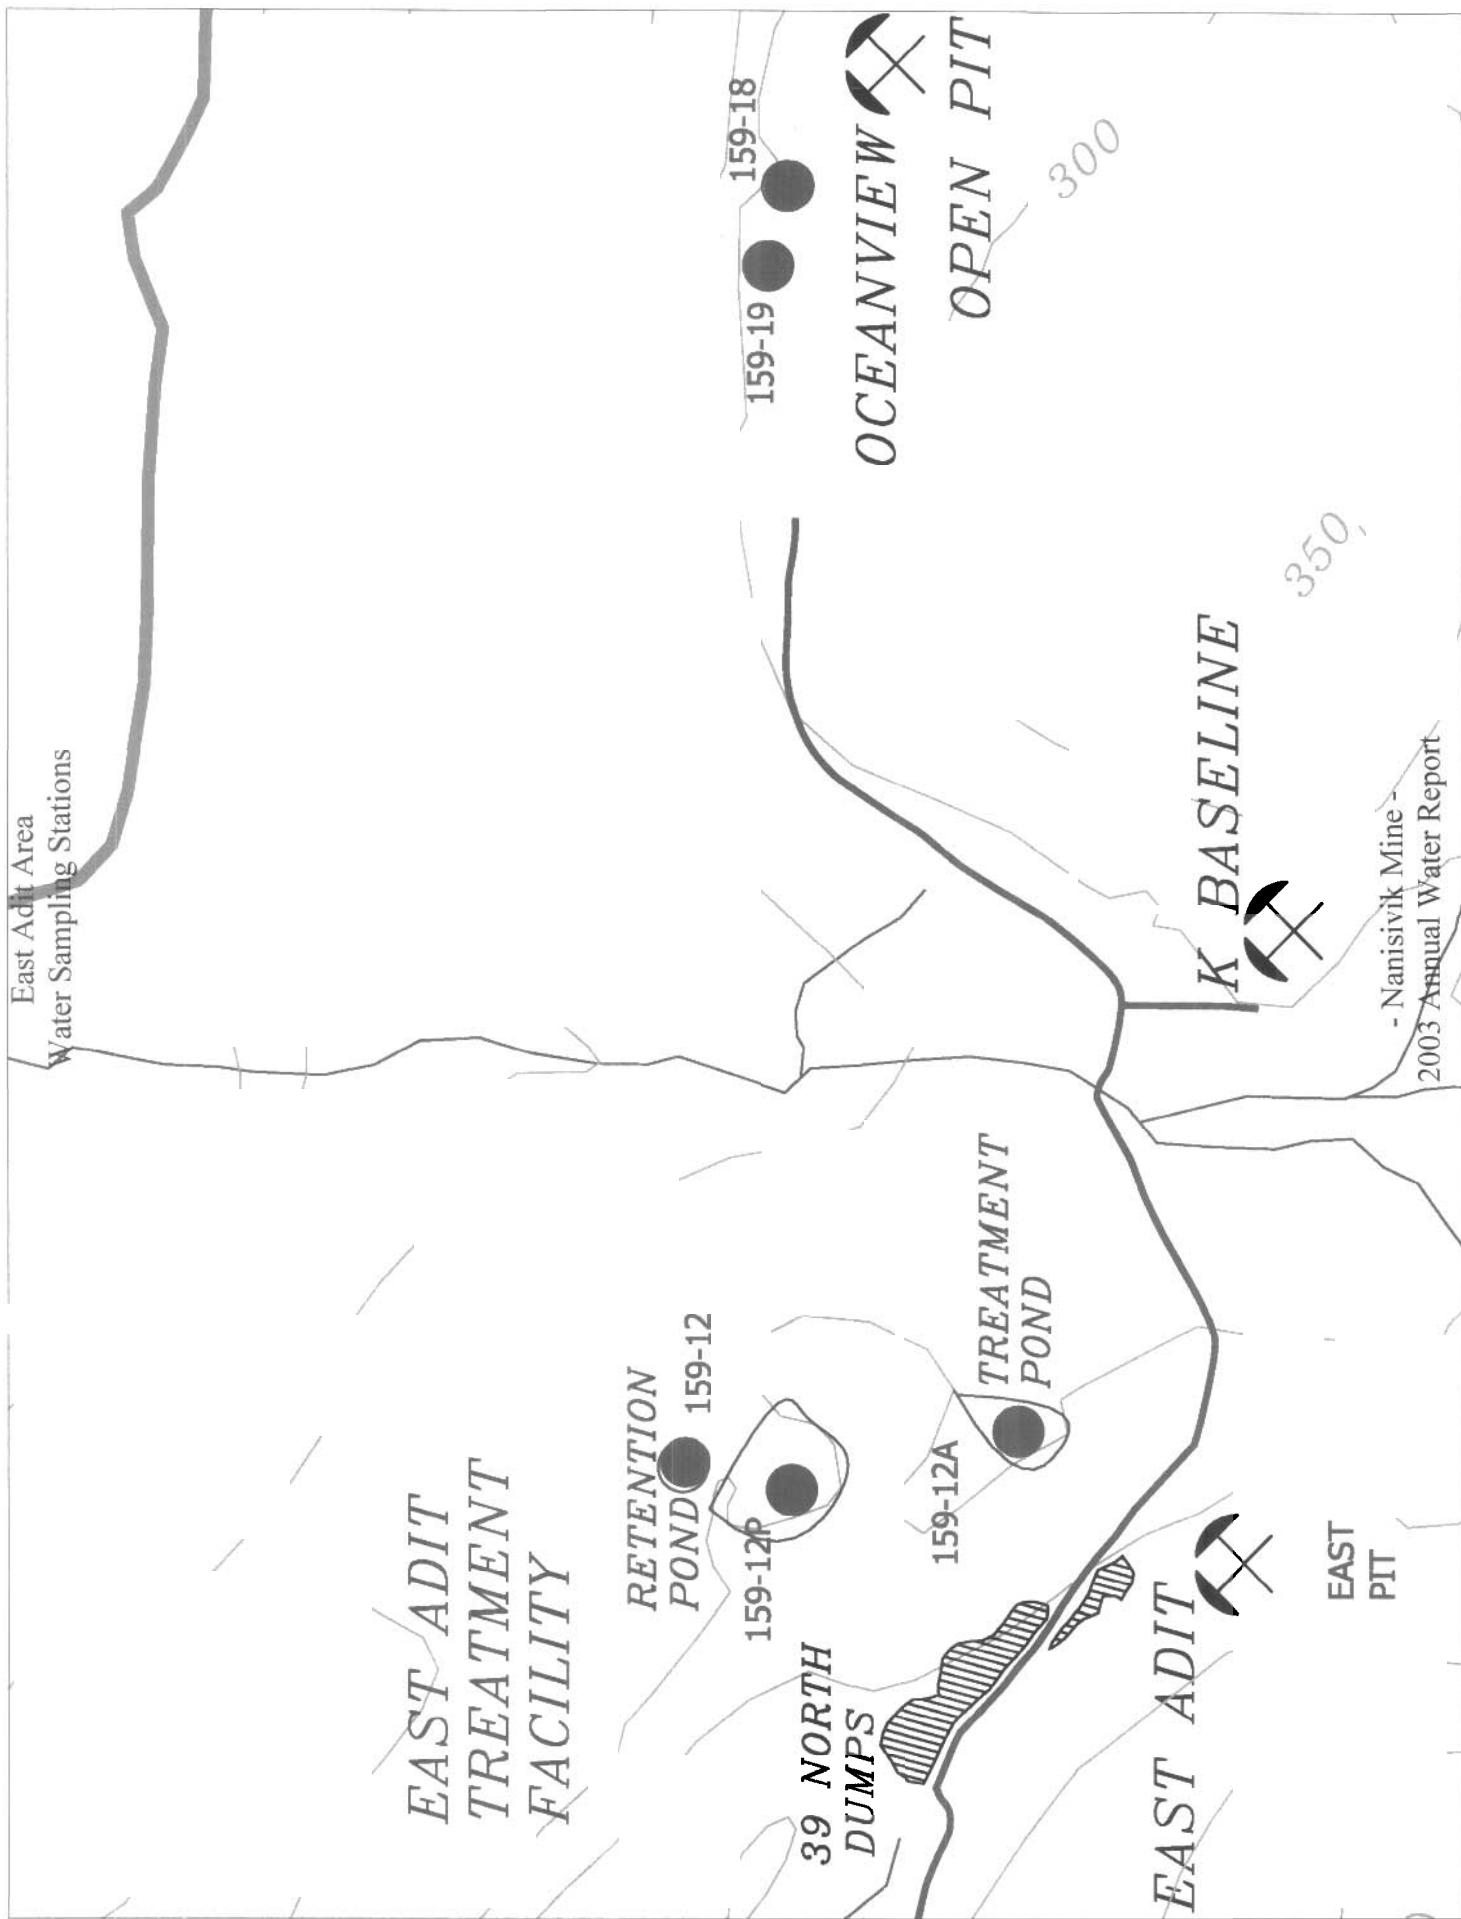 East Adit Area
Water Sampling Stations
EAST ADIT
TREATMENT
FACILITY
RETENTION
POND
159-12
159-12P
159-12A
TREATMENT
POND
39 NORTH
DUMPS
EAST ADIT
EAST
PIT
K BASELINE
159-19
159-18
OCEANVIEW
OPEN PIT
300
350
- Nanisivik Mine -
2003 Annual Water Report